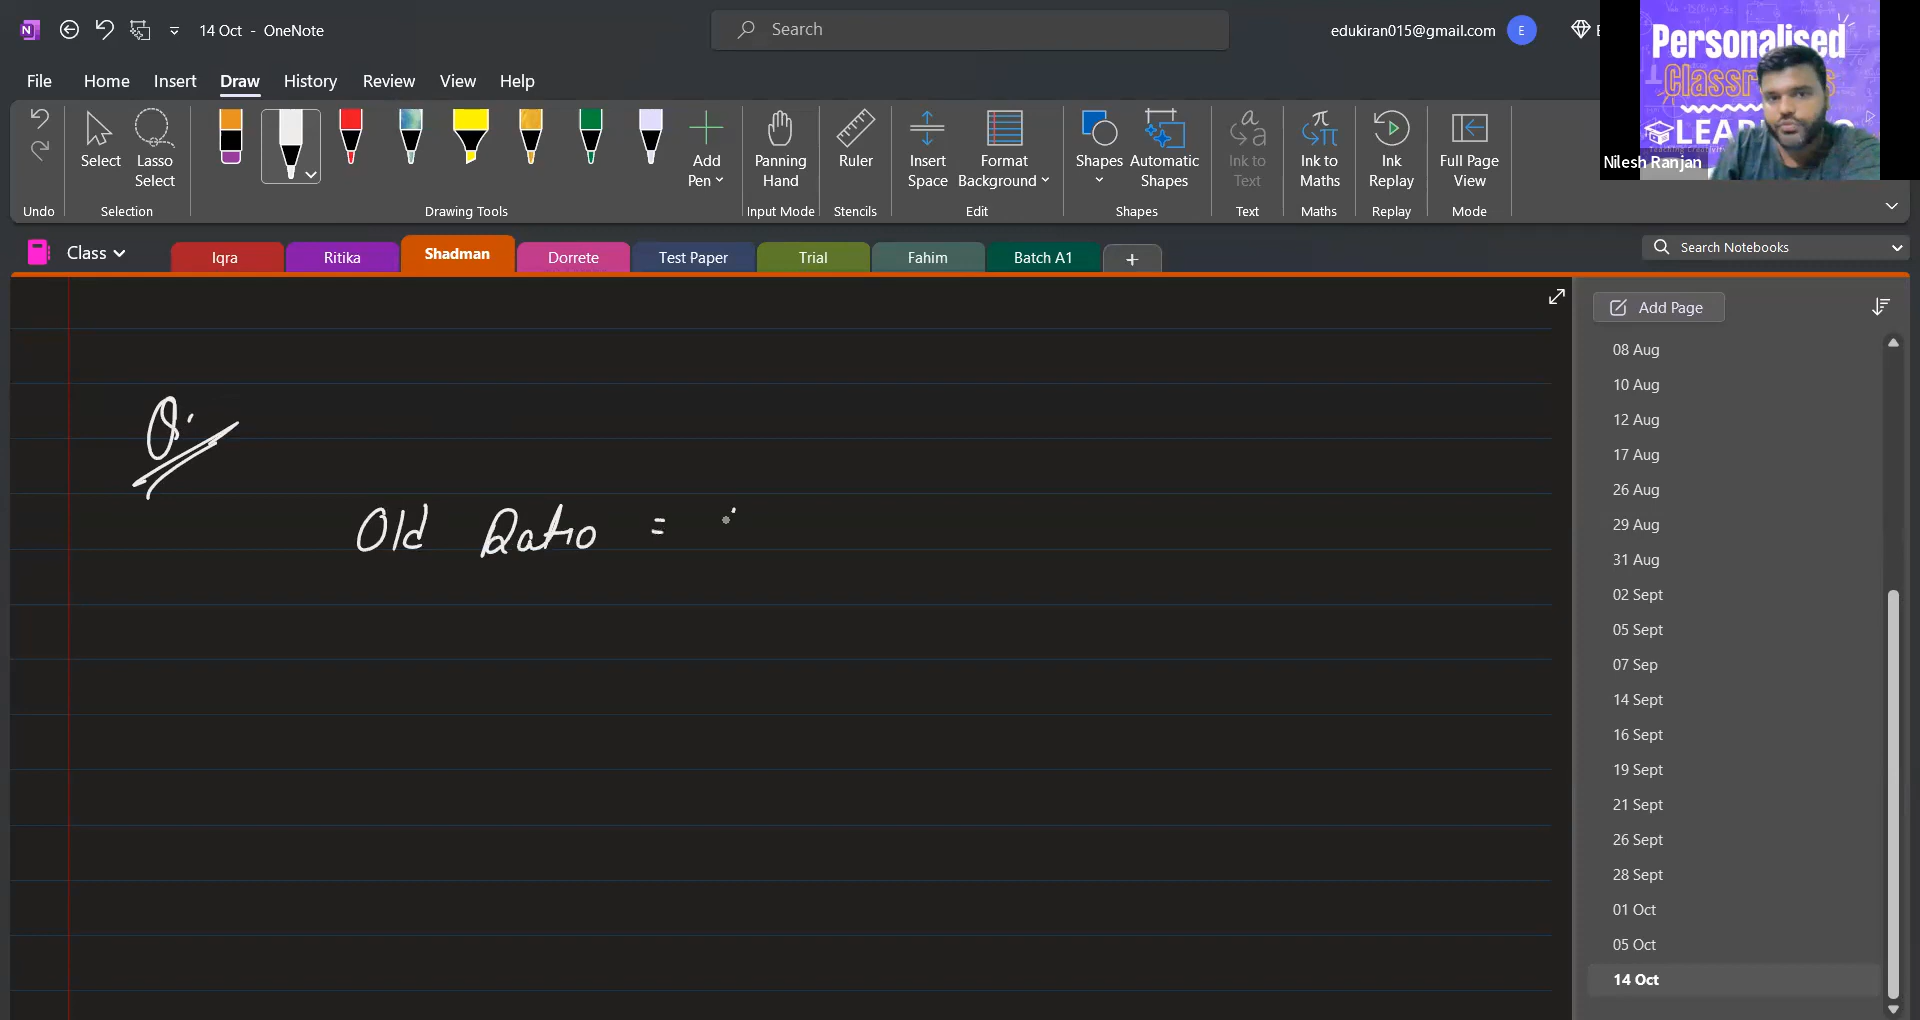 14 Oct - OneNote
Search
edukiran015@gmail.com
E
File Home Insert Draw History Review View Help
Undo
Select
Lasso Select
Selection
Drawing Tools
Add Pen
Panning Hand
Input Mode
Ruler
Stencils
Insert Space
Format Background
Edit
Shapes
Automatic Shapes
Shapes
Ink to Text
Text
Ink to Maths
Maths
Ink Replay
Replay
Full Page View
Mode
Personalised
Nilesh Ranjan
Class
Iqra Ritika Shadman Dorrete Test Paper Trial Fahim Batch A1 +
Search Notebooks
Add Page
08 Aug
10 Aug
12 Aug
17 Aug
26 Aug
29 Aug
31 Aug
02 Sept
05 Sept
07 Sep
14 Sept
16 Sept
19 Sept
21 Sept
26 Sept
28 Sept
01 Oct
05 Oct
14 Oct
Q.
Old Ratio =